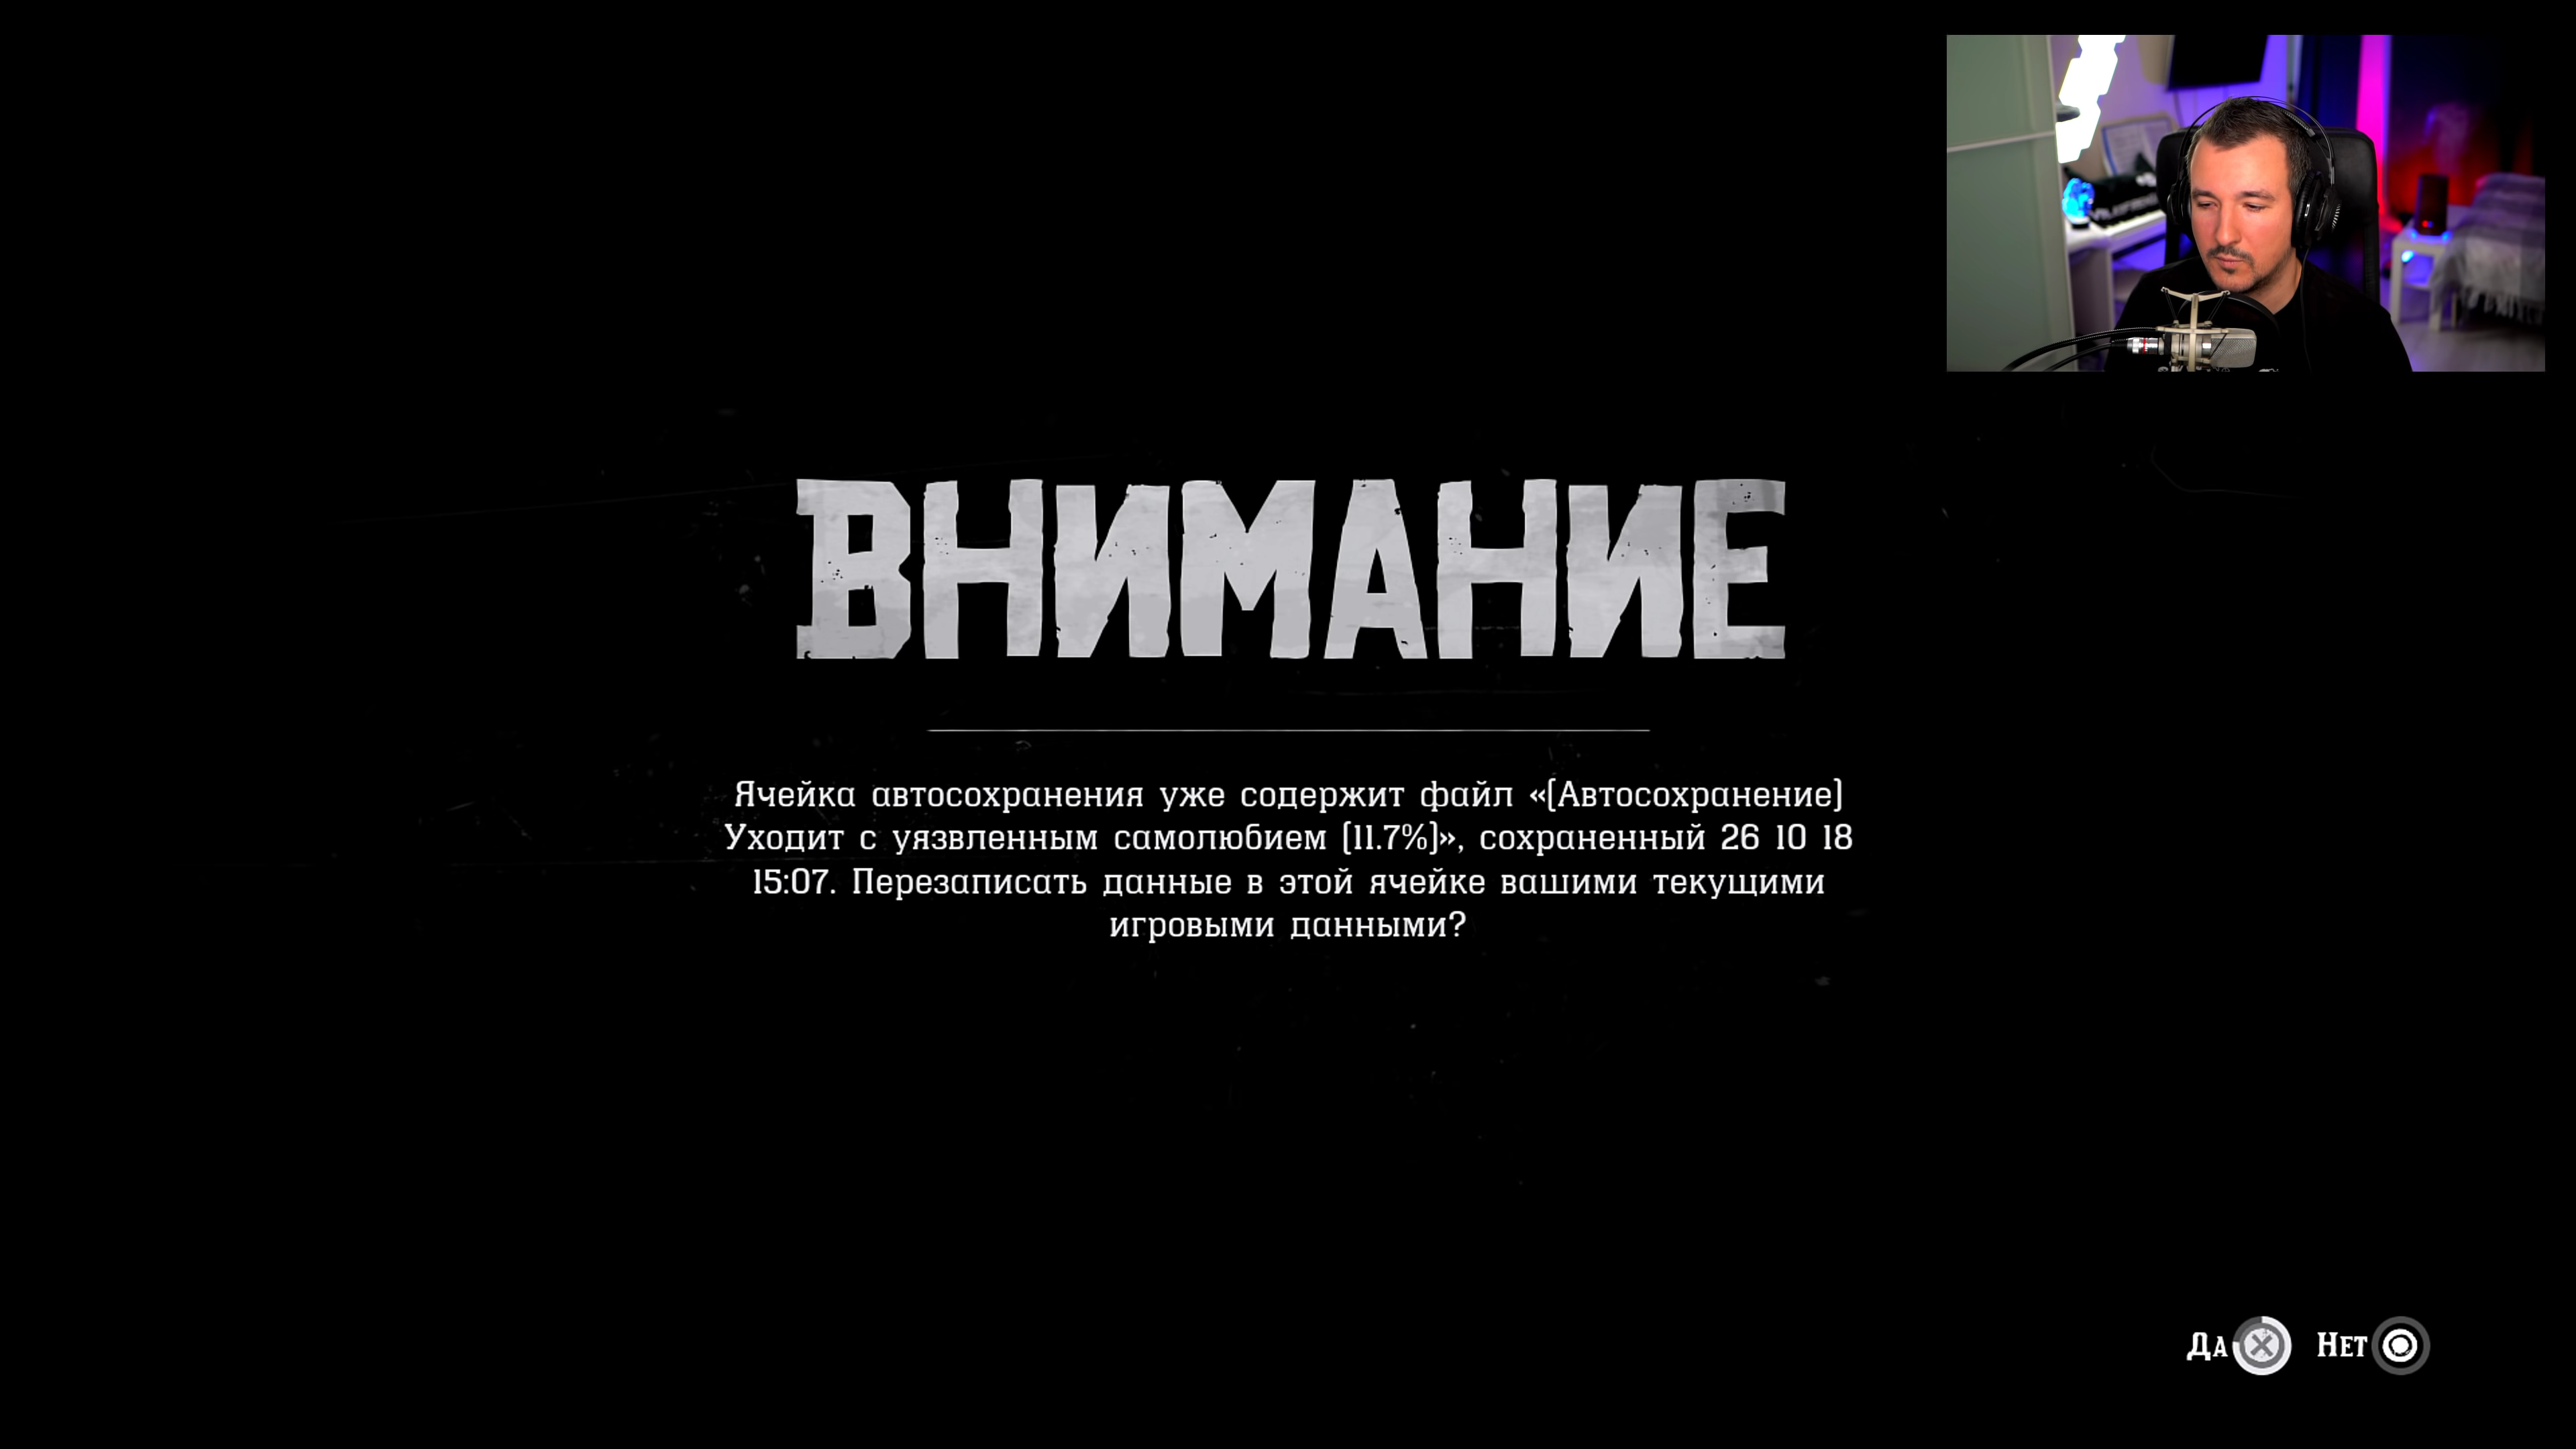 ВНИМАНИЕ
Ячейка автосохранения уже содержит файл «(Автосохранение)
Уходит с уязвленным самолюбием (11.7%)», сохраненный 26 10 18
15:07. Перезаписать данные в этой ячейке вашими текущими
игровыми данными?
Да Нет